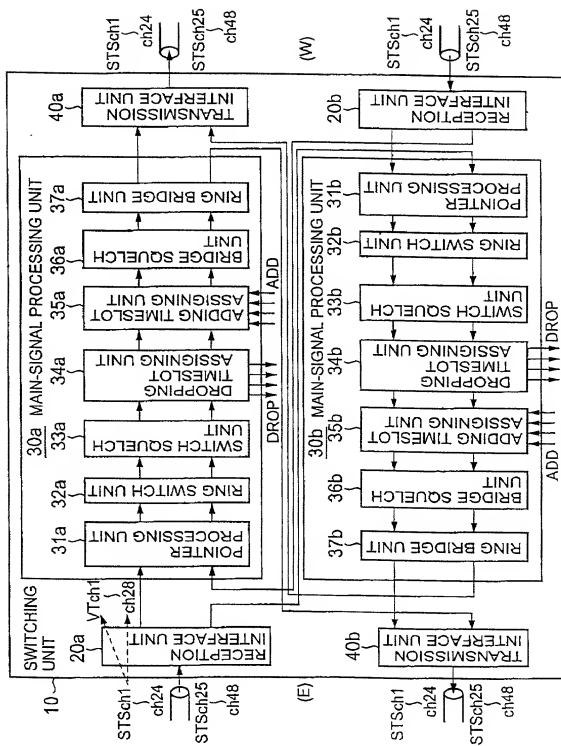 10
SWITCHING
UNIT
20a
RECEPTION
INTERFACE UNIT
STSch1
ch24
STSch25
ch48
VTch1
ch28
STSch1
ch24
STSch25
ch48
(E)
30a MAIN-SIGNAL PROCESSING UNIT
31a
POINTER
PROCESSING UNIT
32a
RING SWITCH UNIT
33a
SWITCH SQUELCH
UNIT
34a
DROPPING
TIMESLOT
ASSIGNING UNIT
DROP
35a
ADDING TIMESLOT
ASSIGNING UNIT
ADD
36a
BRIDGE SQUELCH
UNIT
37a
RING BRIDGE UNIT
40a
TRANSMISSION
INTERFACE UNIT
STSch1
ch24
STSch25
ch48
(W)
STSch1
ch24
STSch25
ch48
20b
RECEPTION
INTERFACE UNIT
30b MAIN-SIGNAL PROCESSING UNIT
31b
POINTER
PROCESSING UNIT
32b
RING SWITCH UNIT
33b
SWITCH SQUELCH
UNIT
34b
DROPPING
TIMESLOT
ASSIGNING UNIT
DROP
35b
ADDING TIMESLOT
ASSIGNING UNIT
ADD
36b
BRIDGE SQUELCH
UNIT
37b
RING BRIDGE UNIT
40b
TRANSMISSION
INTERFACE UNIT